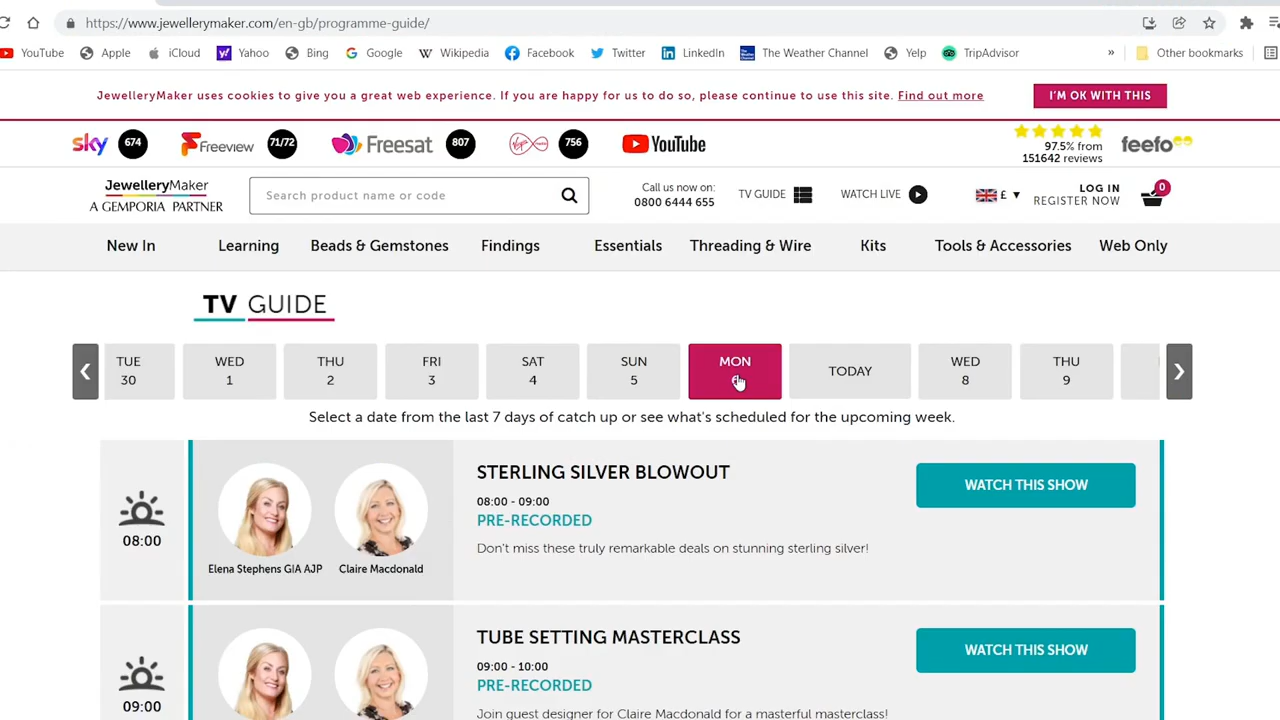 https://www.jewellerymaker.com/en-gb/programme-guide/
YouTube Apple iCloud Yahoo Bing Google Wikipedia Facebook Twitter LinkedIn The Weather Channel Yelp TripAdvisor » Other bookmarks
JewelleryMaker uses cookies to give you a great web experience. If you are happy for us to do so, please continue to use this site. Find out more
I'M OK WITH THIS
sky 674 Freeview 71/72 Freesat 807 756 YouTube
97.5% from
151642 reviews
feefo
JewelleryMaker
A GEMPORIA PARTNER
Search product name or code
Call us now on:
0800 6444 655
TV GUIDE
WATCH LIVE
£
LOG IN
REGISTER NOW
0
New In Learning Beads & Gemstones Findings Essentials Threading & Wire Kits Tools & Accessories Web Only
TV GUIDE
TUE
30
WED
1
THU
2
FRI
3
SAT
4
SUN
5
MON
TODAY
WED
8
THU
9
Select a date from the last 7 days of catch up or see what's scheduled for the upcoming week.
08:00
Elena Stephens GIA AJP
Claire Macdonald
STERLING SILVER BLOWOUT
08:00 - 09:00
PRE-RECORDED
Don't miss these truly remarkable deals on stunning sterling silver!
WATCH THIS SHOW
09:00
TUBE SETTING MASTERCLASS
09:00 - 10:00
PRE-RECORDED
Join guest designer for Claire Macdonald for a masterful masterclass!
WATCH THIS SHOW